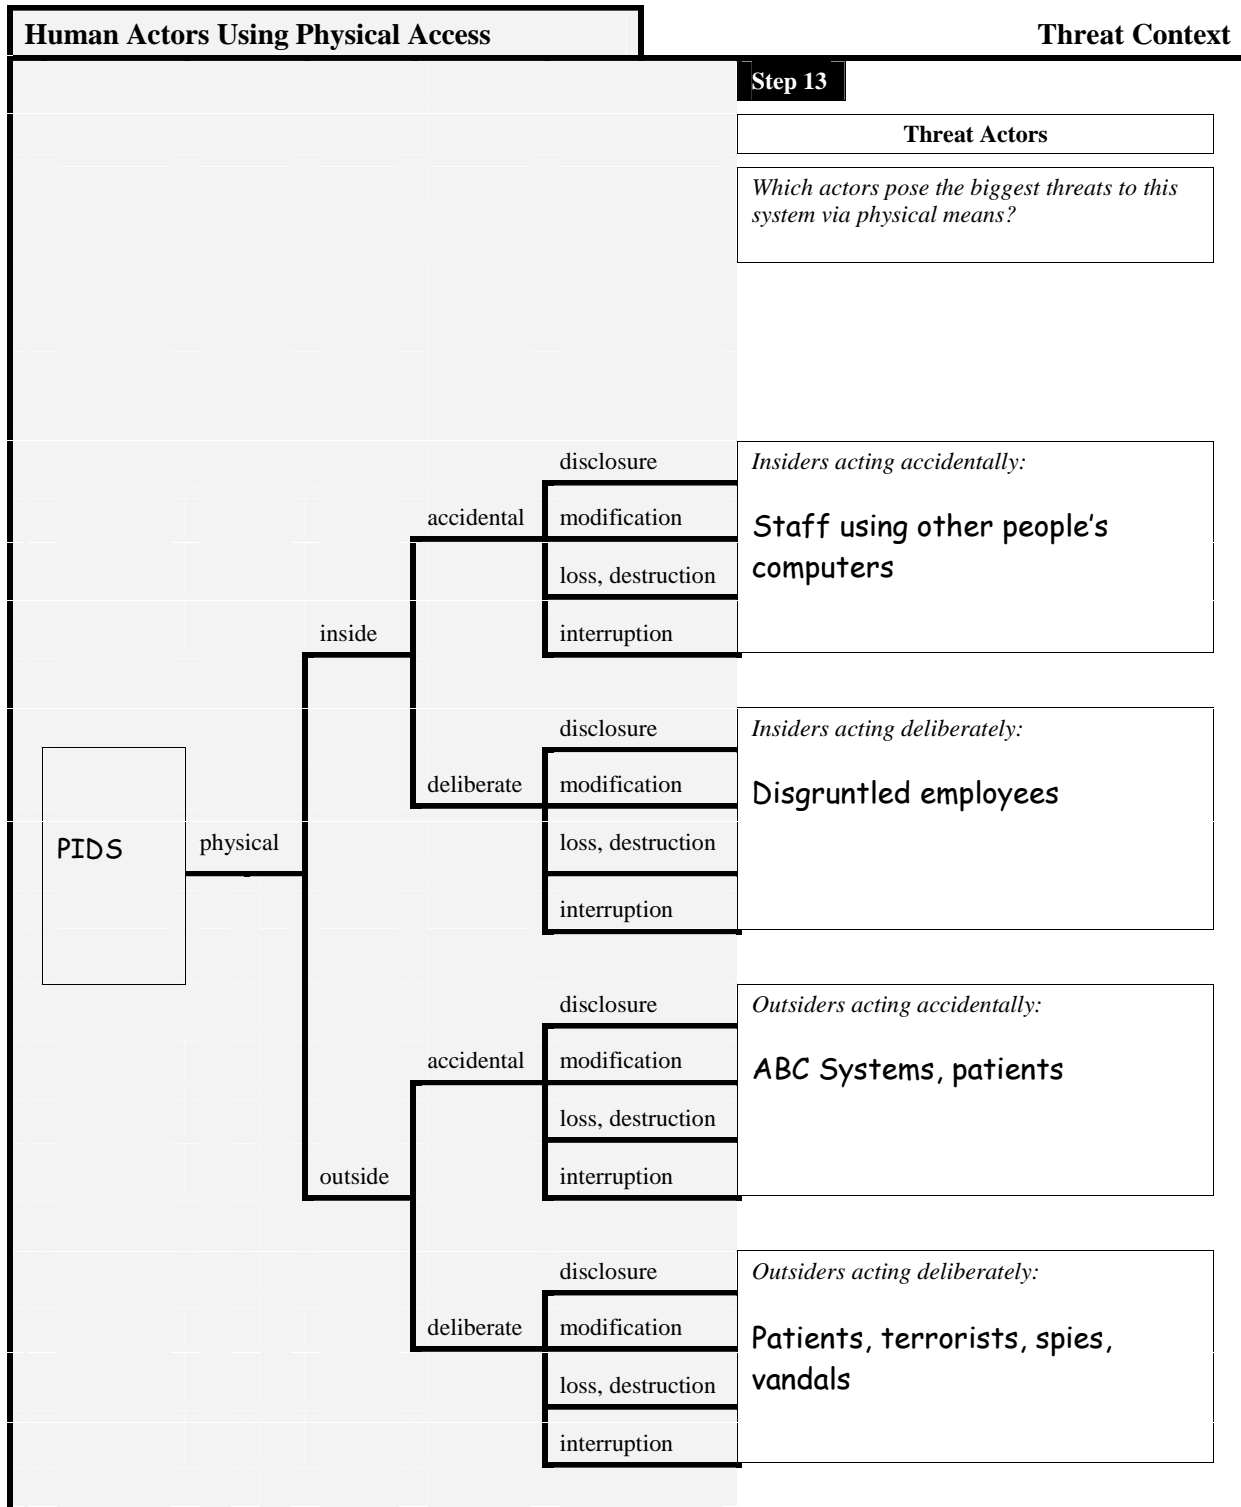 Human Actors Using Physical Access
Threat Context
Step 13
Threat Actors
Which actors pose the biggest threats to this
system via physical means?
disclosure
Insiders acting accidentally:
accidental
modification
Staff using other people’s
computers
loss, destruction
inside
interruption
disclosure
Insiders acting deliberately:
deliberate
modification
Disgruntled employees
PIDS
physical
loss, destruction
interruption
disclosure
Outsiders acting accidentally:
accidental
modification
ABC Systems, patients
loss, destruction
outside
interruption
disclosure
Outsiders acting deliberately:
deliberate
modification
Patients, terrorists, spies,
vandals
loss, destruction
interruption